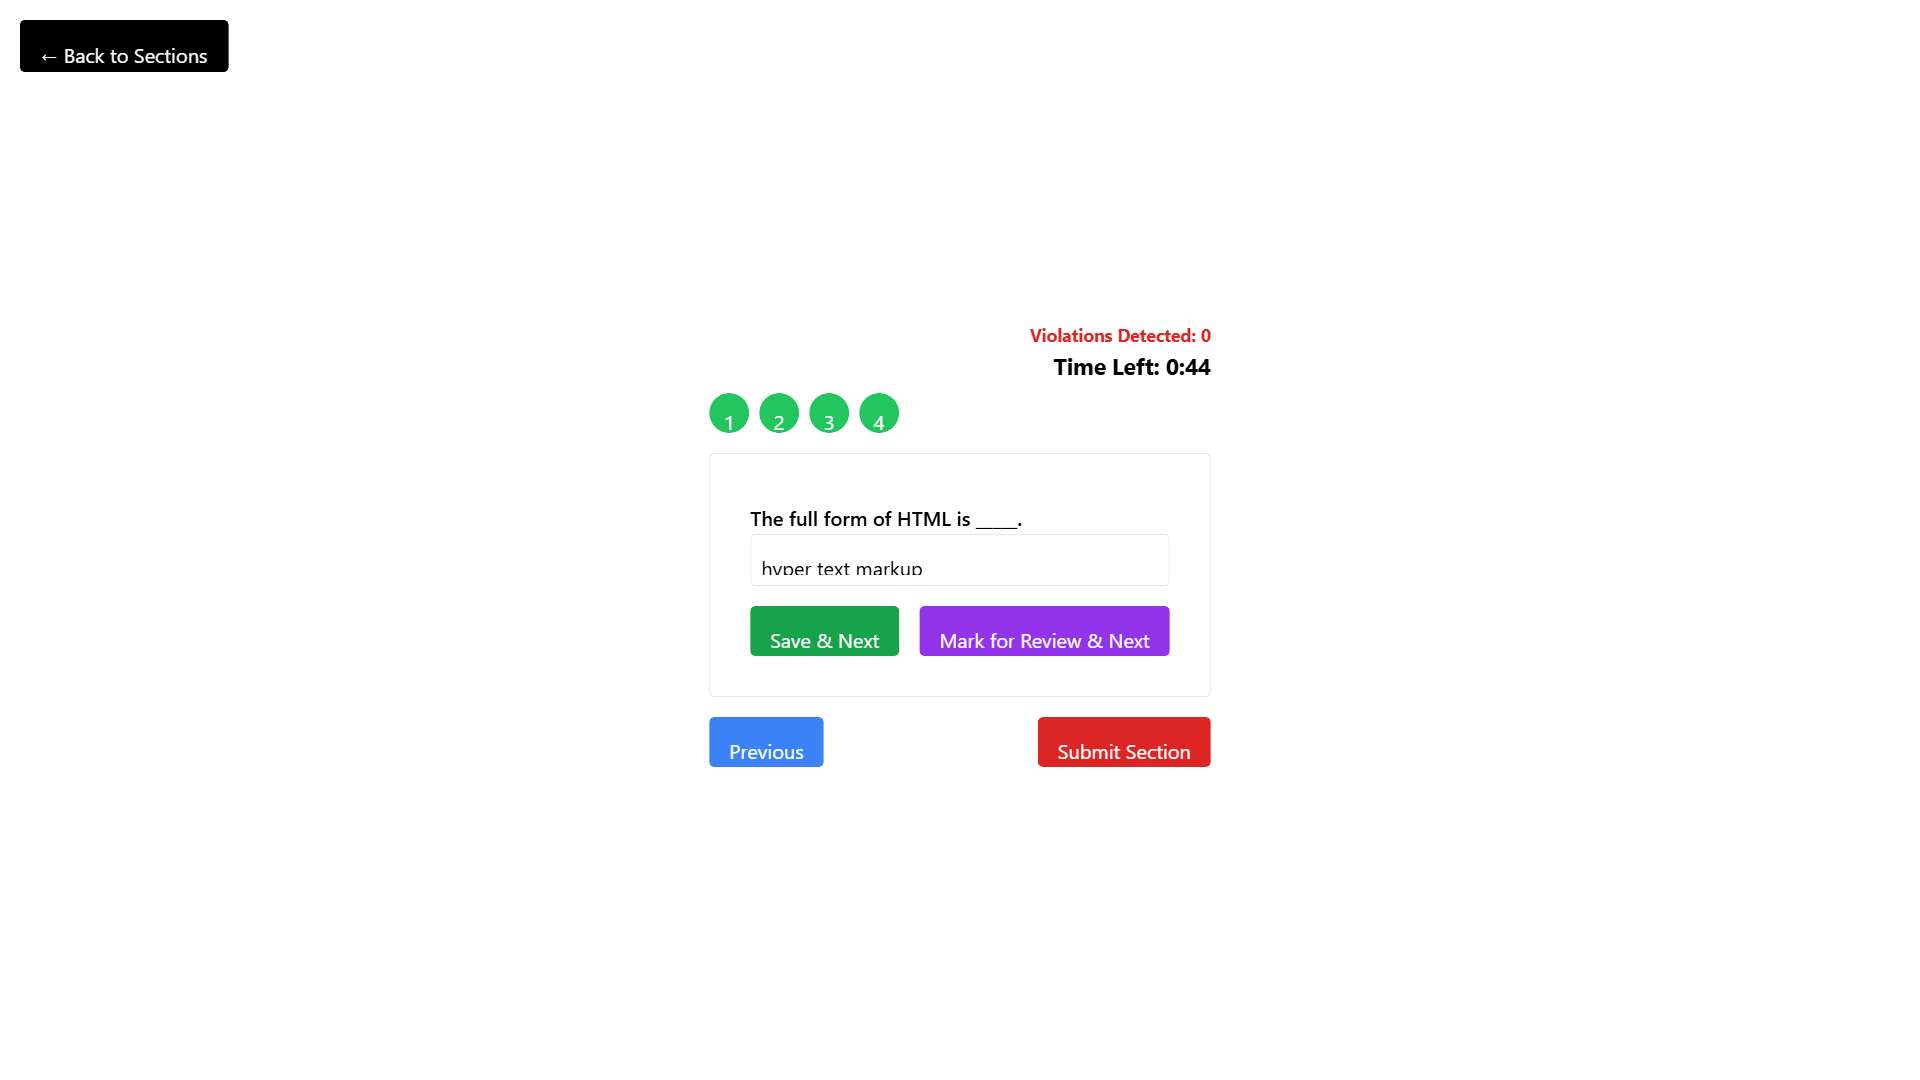 ← Back to Sections
Violations Detected: 0
Time Left: 0:44
1 2 3 4
The full form of HTML is _____.
hyper text markup
Save & Next Mark for Review & Next
Previous Submit Section